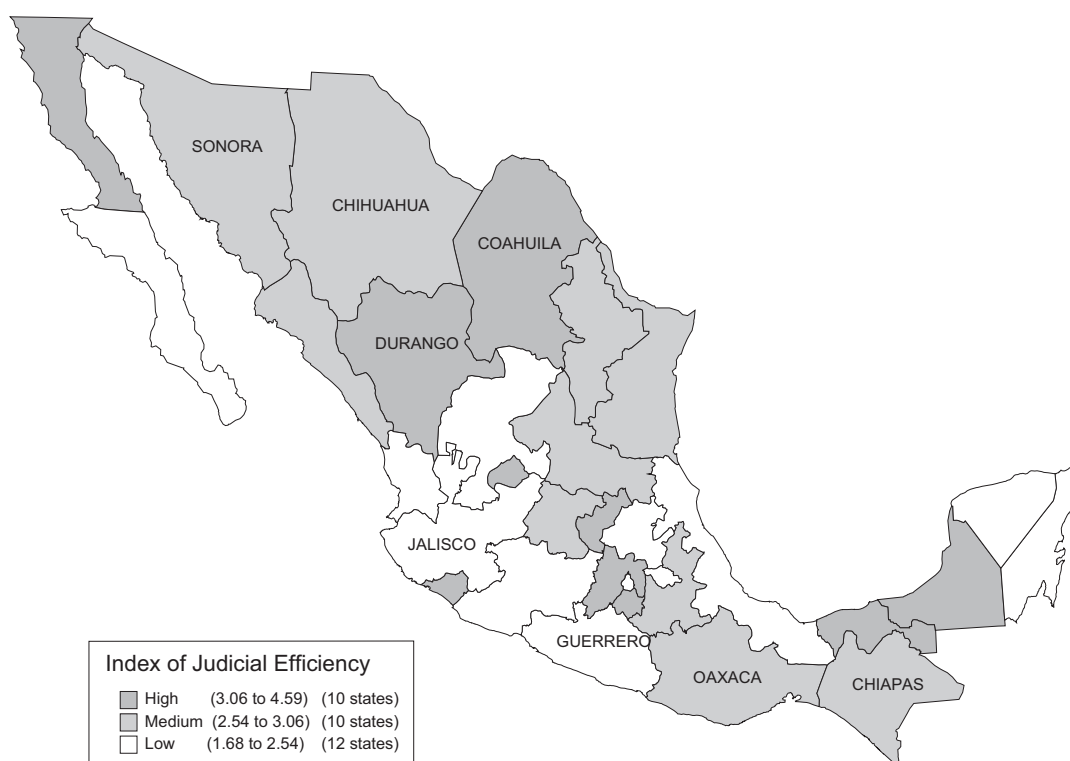 SONORA
CHIHUAHUA
COAHUILA
DURANGO
JALISCO
GUERRERO
OAXACA
CHIAPAS
Index of Judicial Efficiency
High (3.06 to 4.59) (10 states)
Medium (2.54 to 3.06) (10 states)
Low (1.68 to 2.54) (12 states)